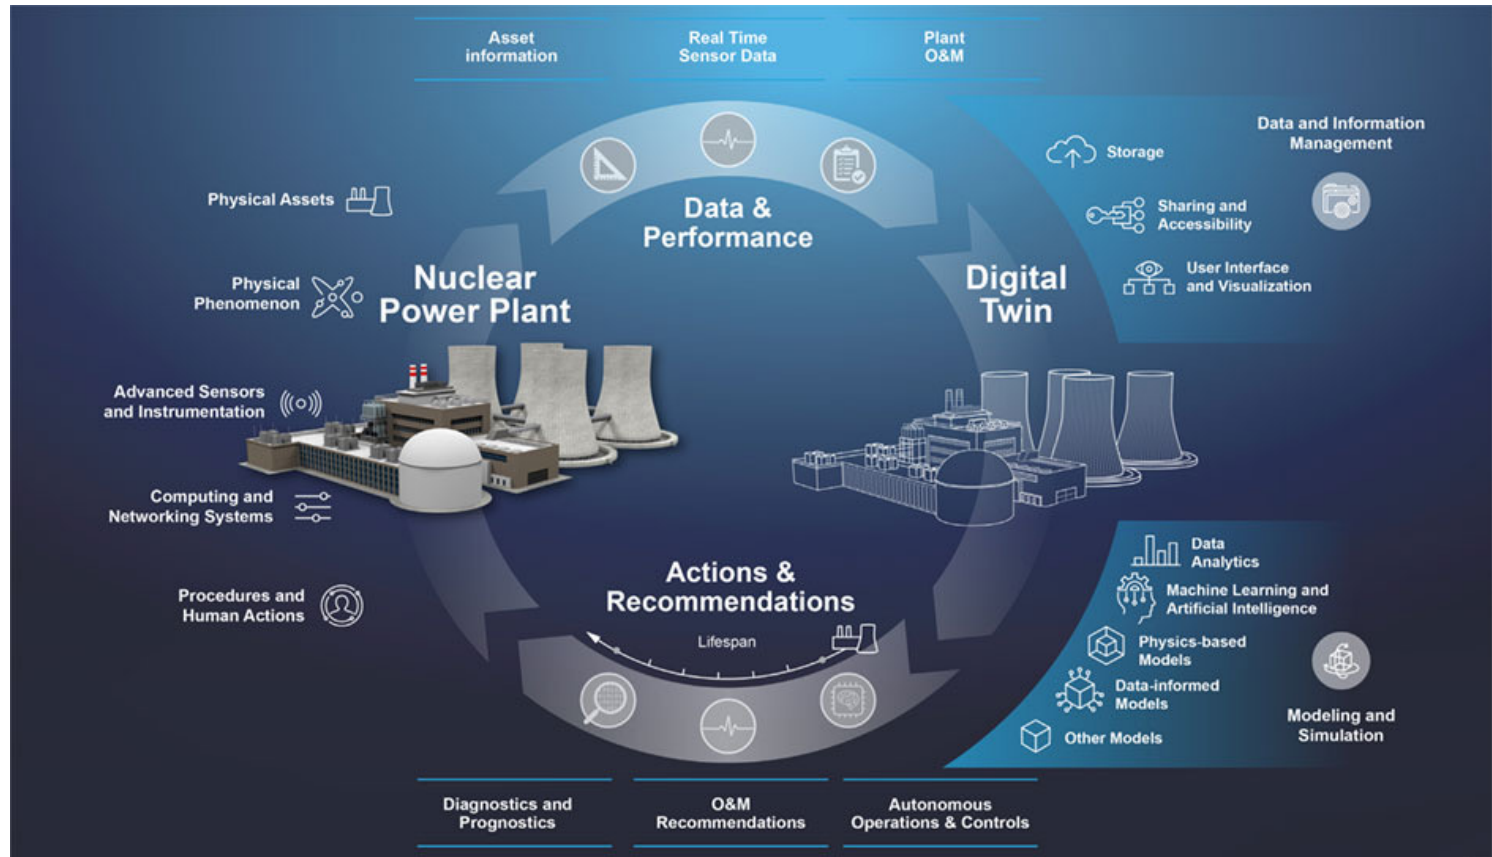 Asset
information
Real Time
Sensor Data
Plant
O&M
Data &
Performance
Nuclear
Power Plant
Physical Assets
Physical
Phenomenon
Advanced Sensors
and Instrumentation
Computing and
Networking Systems
Procedures and
Human Actions
Digital
Twin
Data and Information
Management
Storage
Sharing and
Accessibility
User Interface
and Visualization
Data
Analytics
Machine Learning and
Artificial Intelligence
Physics-based
Models
Data-informed
Models
Other Models
Modeling and
Simulation
Actions &
Recommendations
Lifespan
Diagnostics and
Prognostics
O&M
Recommendations
Autonomous
Operations & Controls